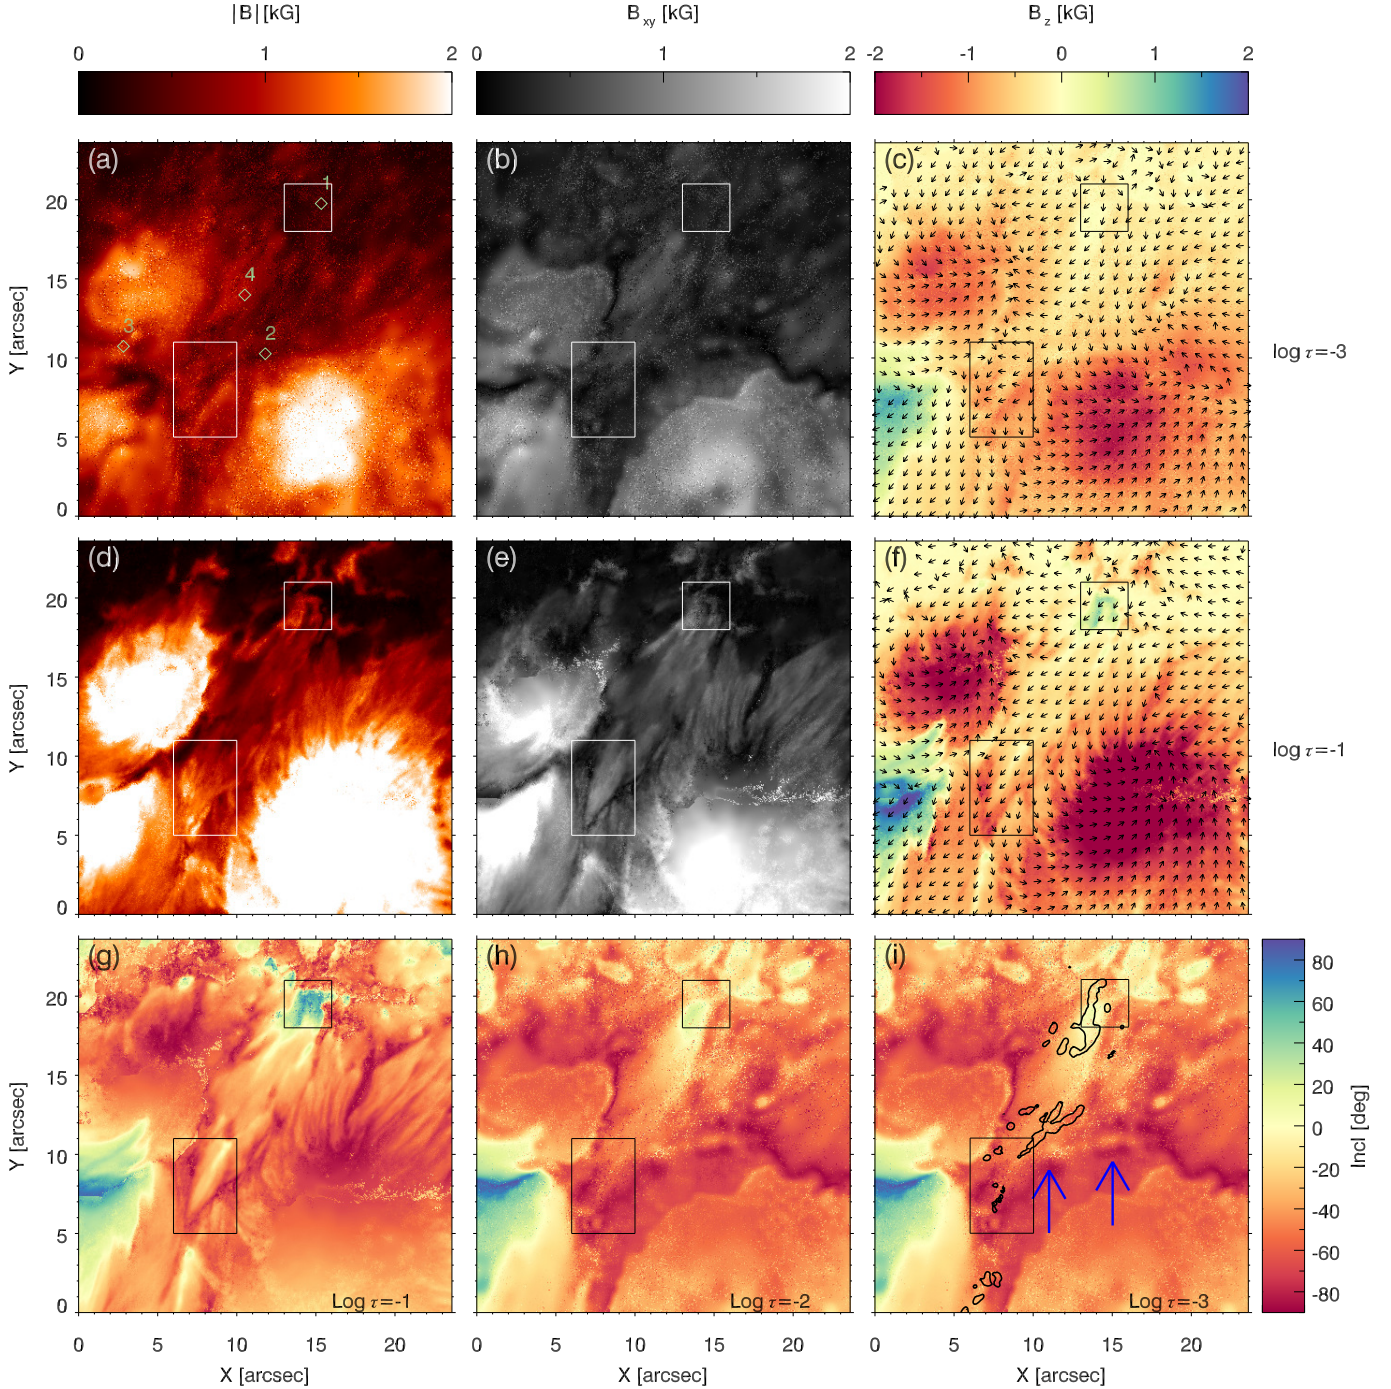 |B| [kG] B_xy [kG] B_z [kG]
0 1 2 0 1 2 -2 -1 0 1 2
(a) (b) (c)
1
4
3
2
20
15
10
5
0
Y [arcsec]
log τ=-3
(d) (e) (f)
20
15
10
5
0
Y [arcsec]
log τ=-1
(g) (h) (i)
20
15
10
5
0
Y [arcsec]
Log τ=-1 Log τ=-2 Log τ=-3
80
60
40
20
0
-20
-40
-60
-80
Incl [deg]
0 5 10 15 20 0 5 10 15 20 0 5 10 15 20
X [arcsec] X [arcsec] X [arcsec]